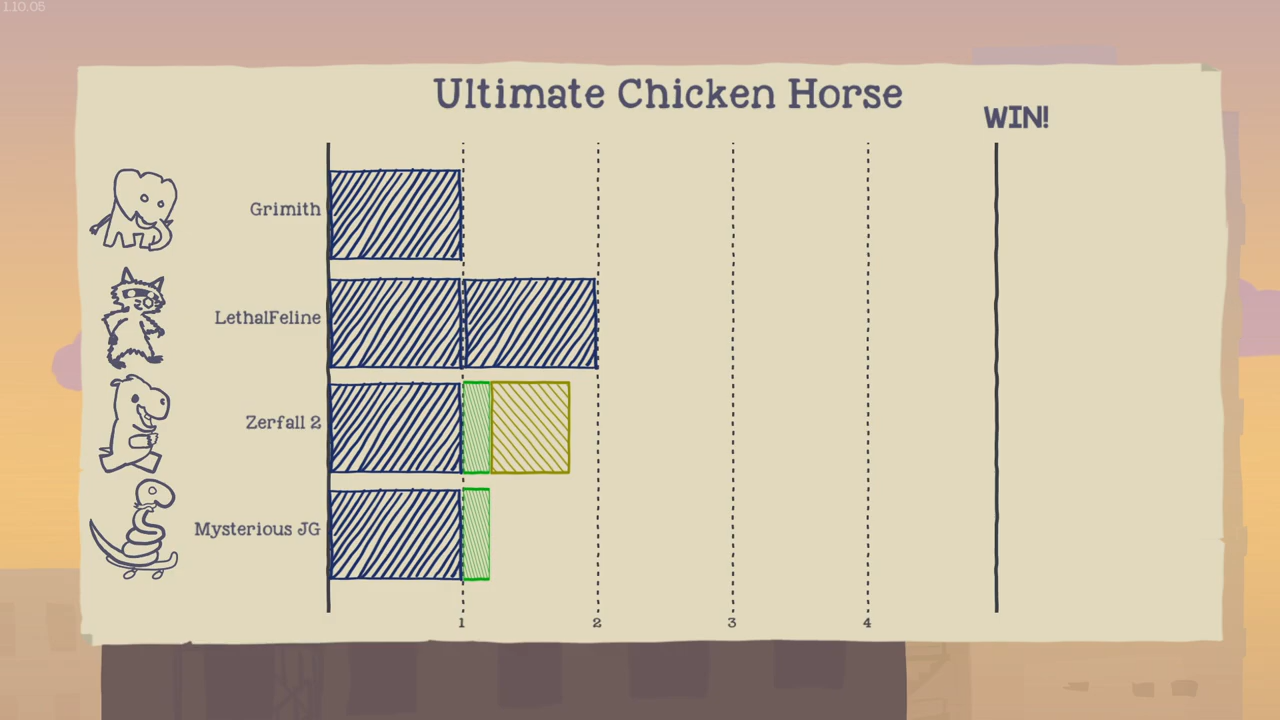 1.10.05
Ultimate Chicken Horse
WIN!
Grimith
LethalFeline
Zerfall 2
Mysterious JG
1 2 3 4